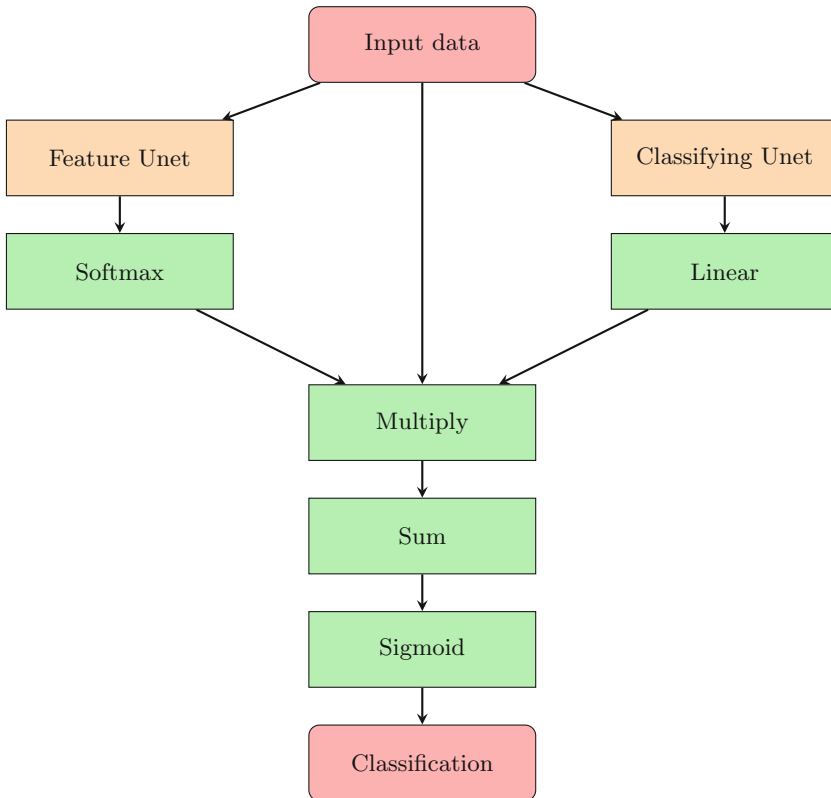 Input data
Feature Unet
Classifying Unet
Softmax
Linear
Multiply
Sum
Sigmoid
Classification